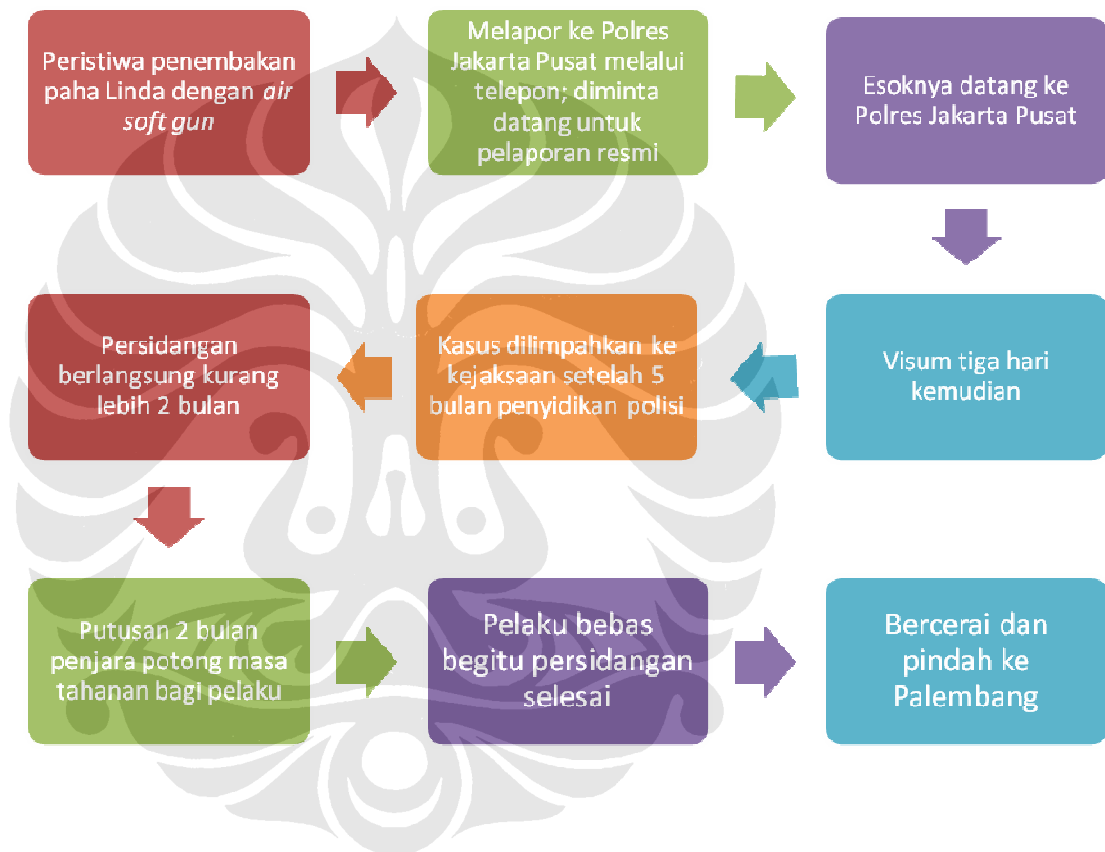 Peristiwa penembakan
paha Linda dengan air
soft gun
Melapor ke Polres
Jakarta Pusat melalui
telepon; diminta
datang untuk
pelaporan resmi
Esoknya datang ke
Polres Jakarta Pusat
Visum tiga hari
kemudian
Kasus dilimpahkan ke
kejaksaan setelah 5
bulan penyidikan polisi
Persidangan
berlangsung kurang
lebih 2 bulan
Putusan 2 bulan
penjara potong masa
tahanan bagi pelaku
Pelaku bebas
begitu persidangan
selesai
Bercerai dan
pindah ke
Palembang